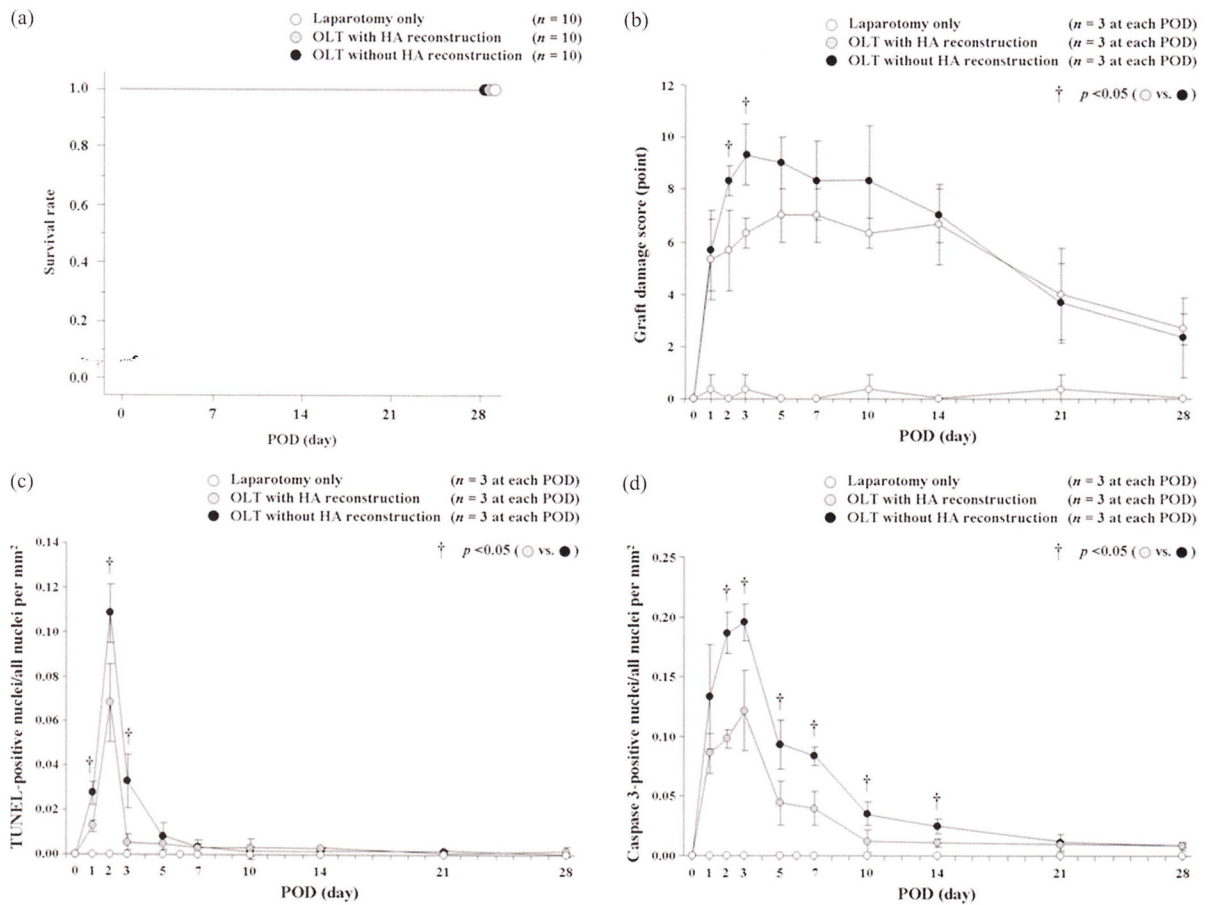 (a)
Laparotomy only (n = 10)
OLT with HA reconstruction (n = 10)
OLT without HA reconstruction (n = 10)
1.0
0.8
0.6
0.4
0.2
0.0
Survival rate
0 7 14 21 28
POD (day)
(b)
Laparotomy only (n = 3 at each POD)
OLT with HA reconstruction (n = 3 at each POD)
OLT without HA reconstruction (n = 3 at each POD)
† p <0.05 ( vs. )
† †
12
10
8
6
4
2
0
Graft damage score (point)
0 1 2 3 5 7 10 14 21 28
POD (day)
(c)
Laparotomy only (n = 3 at each POD)
OLT with HA reconstruction (n = 3 at each POD)
OLT without HA reconstruction (n = 3 at each POD)
† p <0.05 ( vs. )
† † †
0.14
0.12
0.10
0.08
0.06
0.04
0.02
0.00
TUNEL-positive nuclei/all nuclei per mm²
0 1 2 3 5 7 10 14 21 28
POD (day)
(d)
Laparotomy only (n = 3 at each POD)
OLT with HA reconstruction (n = 3 at each POD)
OLT without HA reconstruction (n = 3 at each POD)
† p <0.05 ( vs. )
† † † † † †
0.25
0.20
0.15
0.10
0.05
0.00
Caspase 3-positive nuclei/all nuclei per mm²
0 1 2 3 5 7 10 14 21 28
POD (day)